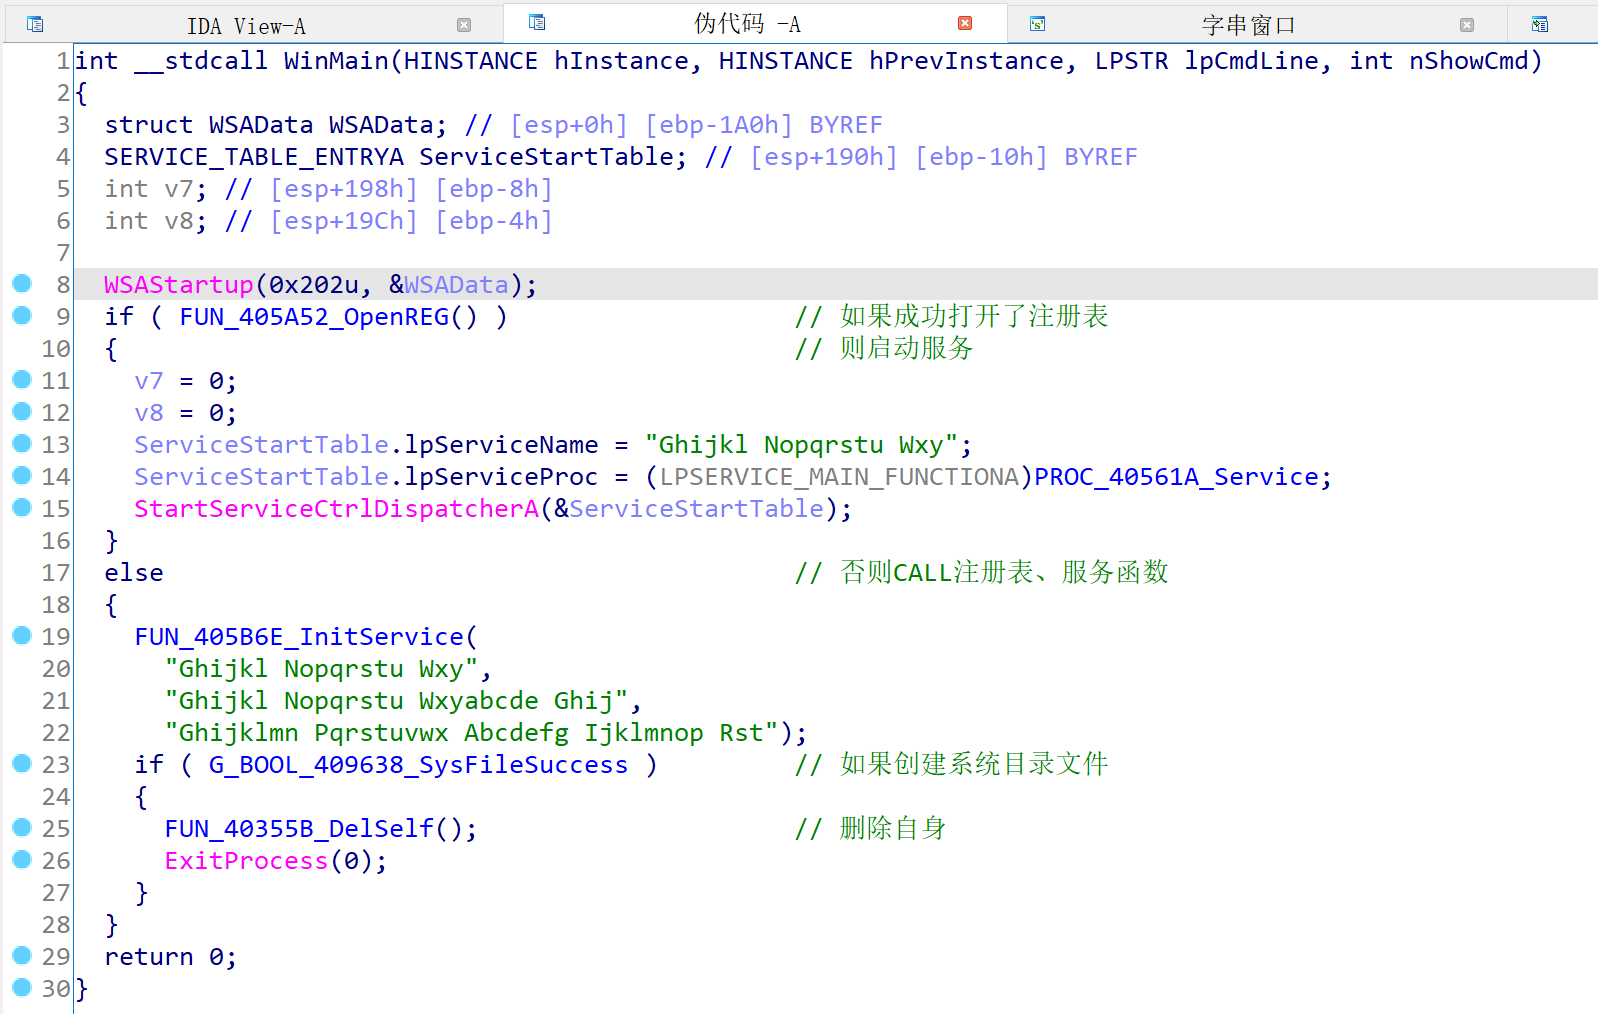 IDA View-A 伪代码 -A 字串窗口
1 int __stdcall WinMain(HINSTANCE hInstance, HINSTANCE hPrevInstance, LPSTR lpCmdLine, int nShowCmd)
2 {
3 struct WSAData WSAData; // [esp+0h] [ebp-1A0h] BYREF
4 SERVICE_TABLE_ENTRYA ServiceStartTable; // [esp+190h] [ebp-10h] BYREF
5 int v7; // [esp+198h] [ebp-8h]
6 int v8; // [esp+19Ch] [ebp-4h]
7
8 WSAStartup(0x202u, &WSAData);
9 if ( FUN_405A52_OpenREG() ) // 如果成功打开了注册表
10 { // 则启动服务
11 v7 = 0;
12 v8 = 0;
13 ServiceStartTable.lpServiceName = "Ghijkl Nopqrstu Wxy";
14 ServiceStartTable.lpServiceProc = (LPSERVICE_MAIN_FUNCTIONA)PROC_40561A_Service;
15 StartServiceCtrlDispatcherA(&ServiceStartTable);
16 }
17 else // 否则CALL注册表、服务函数
18 {
19 FUN_405B6E_InitService(
20 "Ghijkl Nopqrstu Wxy",
21 "Ghijkl Nopqrstu Wxyabcde Ghij",
22 "Ghijklmn Pqrstuvwx Abcdefg Ijklmnop Rst");
23 if ( G_BOOL_409638_SysFileSuccess ) // 如果创建系统目录文件
24 {
25 FUN_40355B_DelSelf(); // 删除自身
26 ExitProcess(0);
27 }
28 }
29 return 0;
30 }